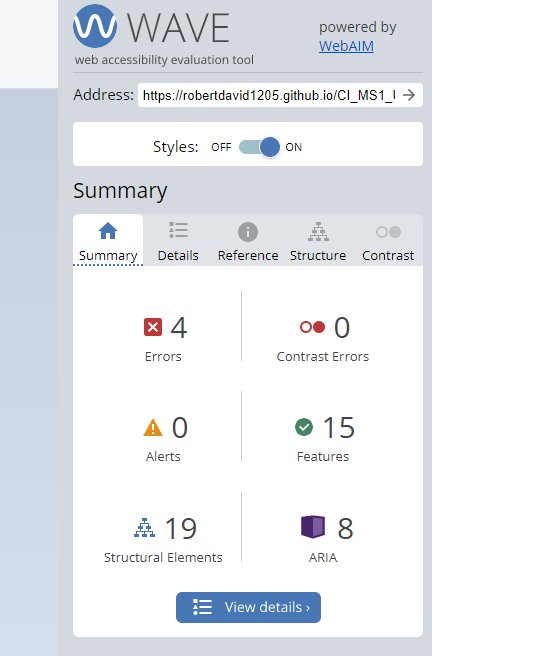 WAVE
powered by
WebAIM
web accessibility evaluation tool
Address: https://robertdavid1205.github.io/CI_MS1_
Styles: OFF ON
Summary
Summary Details Reference Structure Contrast
4 0
Errors Contrast Errors
0 15
Alerts Features
19 8
Structural Elements ARIA
View details ›